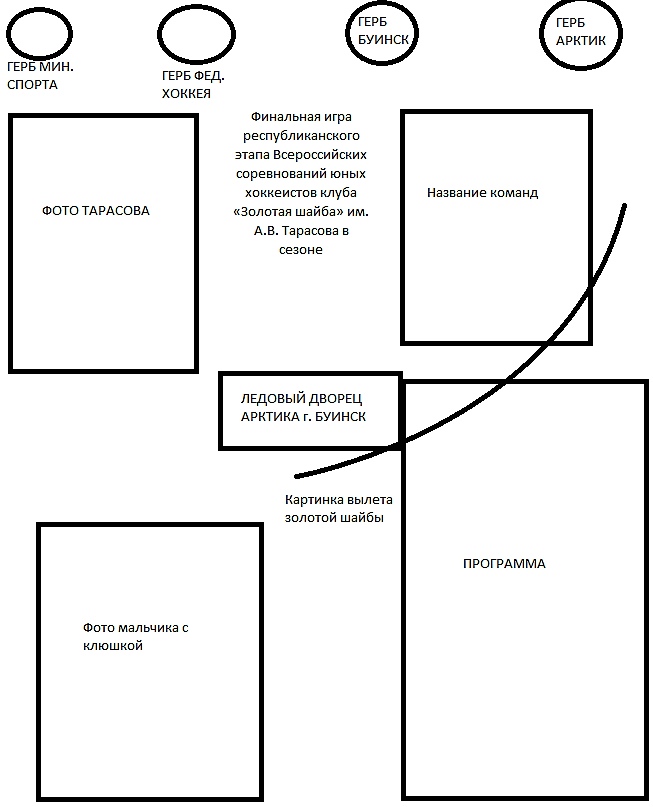 ГЕРБ МИН.
СПОРТА
ГЕРБ ФЕД.
ХОККЕЯ
ГЕРБ
БУИНСК
ГЕРБ
АРКТИК
ФОТО ТАРАСОВА
Финальная игра
республиканского
этапа Всероссийских
соревнований юных
хоккеистов клуба
«Золотая шайба» им.
А.В. Тарасова в
сезоне
Название команд
ЛЕДОВЫЙ ДВОРЕЦ
АРКТИКА г. БУИНСК
Картинка вылета
золотой шайбы
ПРОГРАММА
Фото мальчика с
клюшкой